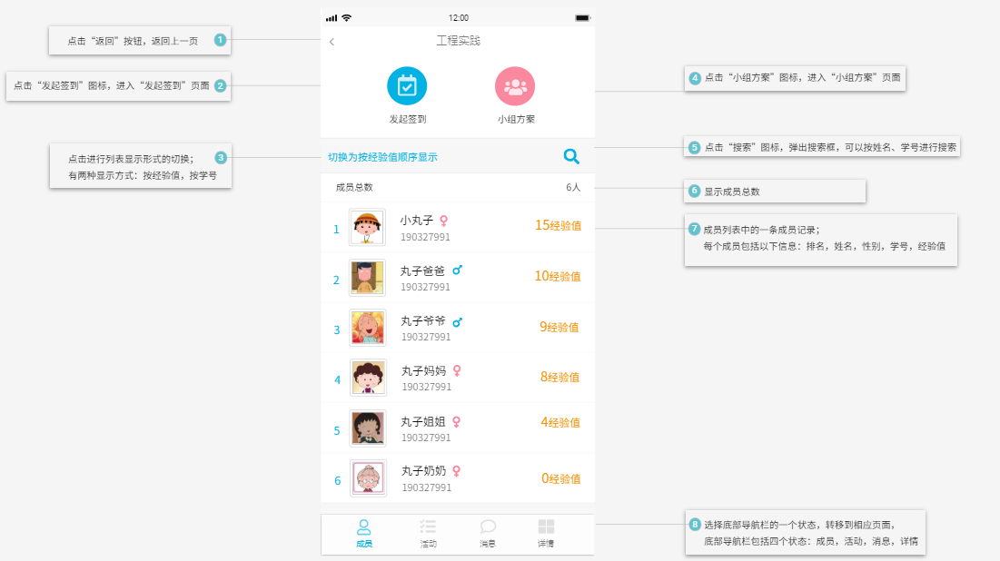 点击“返回”按钮，返回上一页
1
点击“发起签到”图标，进入“发起签到”页面
2
点击进行列表显示形式的切换；
有两种显示方式：按经验值，按学号
3
12:00
工程实践
发起签到
小组方案
切换为按经验值顺序显示
成员总数
6人
1
小丸子
190327991
15经验值
2
丸子爸爸
190327991
10经验值
3
丸子爷爷
190327991
9经验值
4
丸子妈妈
190327991
8经验值
5
丸子姐姐
190327991
4经验值
6
丸子奶奶
190327991
0经验值
成员
活动
消息
详情
4
点击“小组方案”图标，进入“小组方案”页面
5
点击“搜索”图标，弹出搜索框，可以按姓名、学号进行搜索
6
显示成员总数
7
成员列表中的一条成员记录；
每个成员包括以下信息：排名，姓名，性别，学号，经验值
8
选择底部导航栏的一个状态，转移到相应页面，
底部导航栏包括四个状态：成员，活动，消息，详情